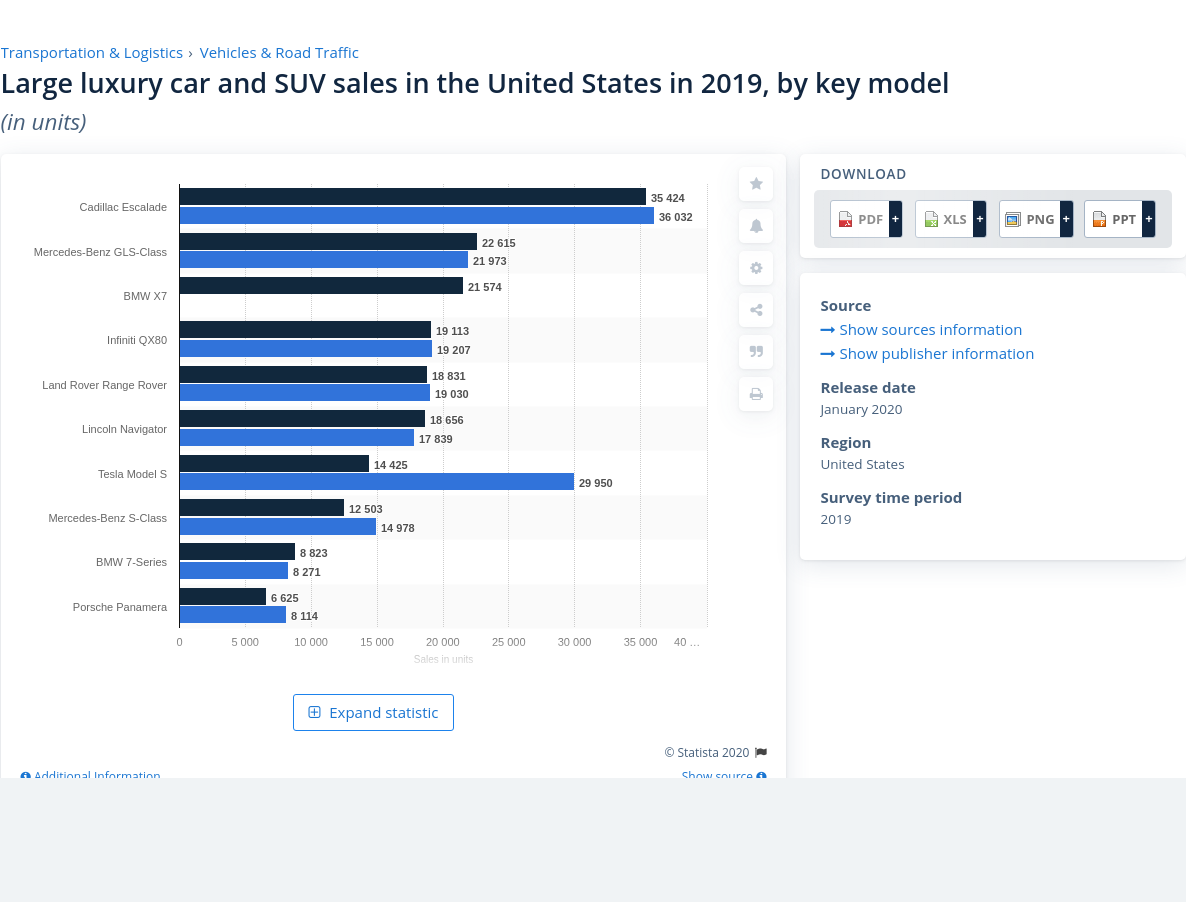 Transportation & Logistics › Vehicles & Road Traffic
Large luxury car and SUV sales in the United States in 2019, by key model
(in units)
Cadillac Escalade
35 424
36 032
Mercedes-Benz GLS-Class
22 615
21 973
BMW X7
21 574
Infiniti QX80
19 113
19 207
Land Rover Range Rover
18 831
19 030
Lincoln Navigator
18 656
17 839
Tesla Model S
14 425
29 950
Mercedes-Benz S-Class
12 503
14 978
BMW 7-Series
8 823
8 271
Porsche Panamera
6 625
8 114
0 5 000 10 000 15 000 20 000 25 000 30 000 35 000 40 …
Sales in units
Expand statistic
© Statista 2020
Additional Information
Show source
DOWNLOAD
PDF + XLS + PNG + PPT +
Source
Show sources information
Show publisher information
Release date
January 2020
Region
United States
Survey time period
2019